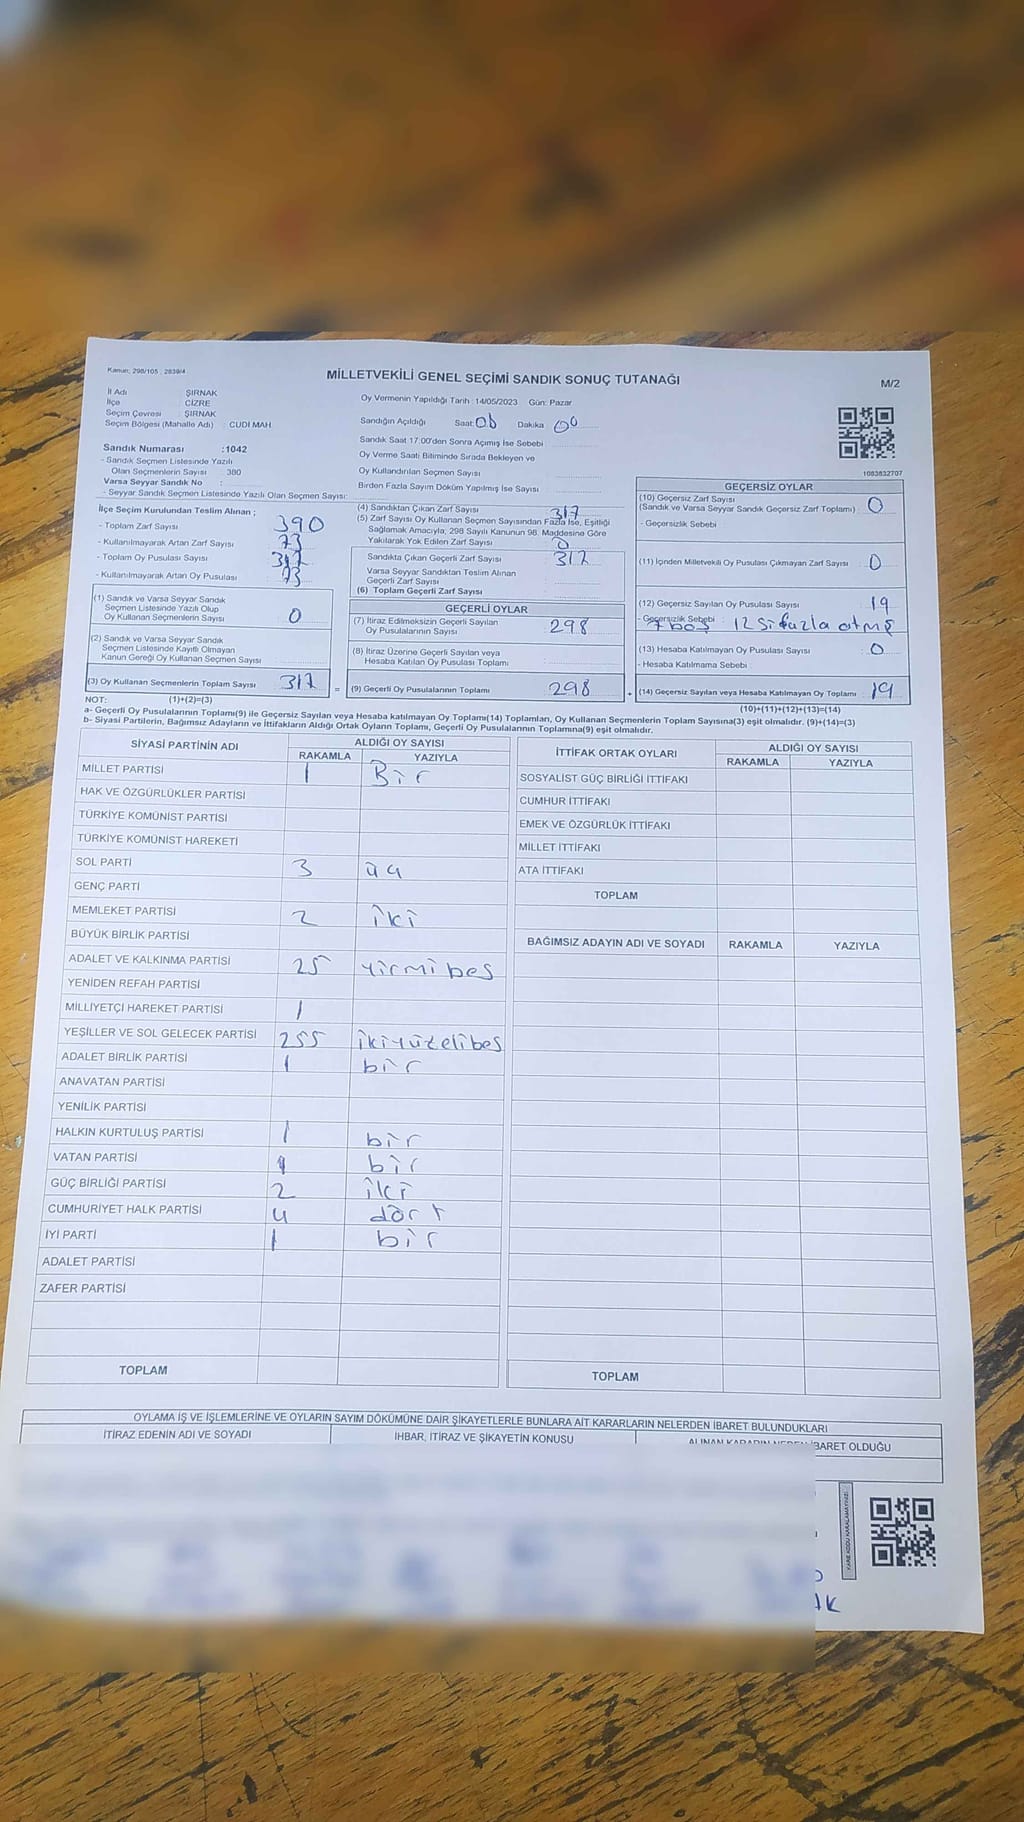 Kanun; 298/105 ; 2839/4
MİLLETVEKİLİ GENEL SEÇİMİ SANDIK SONUÇ TUTANAĞI
M/2
İl Adı : ŞIRNAK
İlçe : CİZRE
Seçim Çevresi : ŞIRNAK
Seçim Bölgesi (Mahalle Adı) : CUDİ MAH.
Sandık Numarası :1042
- Sandık Seçmen Listesinde Yazılı
Olan Seçmenlerin Sayısı : 380
Varsa Seyyar Sandık No :
- Seyyar Sandık Seçmen Listesinde Yazılı Olan Seçmen Sayısı:
Oy Vermenin Yapıldığı Tarih : 14/05/2023 Gün: Pazar
Sandığın Açıldığı Saat: 06 Dakika 00
Sandık Saat 17:00'den Sonra Açılmış İse Sebebi
Oy Verme Saati Bitiminde Sırada Bekleyen ve
Oy Kullandırılan Seçmen Sayısı
Birden Fazla Sayım Döküm Yapılmış İse Sayısı
1083832707
İlçe Seçim Kurulundan Teslim Alınan ;
- Toplam Zarf Sayısı 390
- Kullanılmayarak Artan Zarf Sayısı 73
- Toplam Oy Pusulası Sayısı
- Kullanılmayarak Artan Oy Pusulası 73
(1) Sandık ve Varsa Seyyar Sandık
Seçmen Listesinde Yazılı Olup
Oy Kullanan Seçmenlerin Sayısı 0
(2) Sandık ve Varsa Seyyar Sandık
Seçmen Listesinde Kayıtlı Olmayan
Kanun Gereği Oy Kullanan Seçmen Sayısı
(3) Oy Kullanan Seçmenlerin Toplam Sayısı 317
(1)+(2)=(3)
(4) Sandıktan Çıkan Zarf Sayısı 317
(5) Zarf Sayısı Oy Kullanan Seçmen Sayısından Fazla İse, Eşitliği
Sağlamak Amacıyla, 298 Sayılı Kanunun 98. Maddesine Göre
Yakılarak Yok Edilen Zarf Sayısı 0
Sandıkta Çıkan Geçerli Zarf Sayısı 317
Varsa Seyyar Sandıktan Teslim Alınan
Geçerli Zarf Sayısı
(6) Toplam Geçerli Zarf Sayısı
=
GEÇERLİ OYLAR
(7) İtiraz Edilmeksizin Geçerli Sayılan
Oy Pusulalarının Sayısı 298
(8) İtiraz Üzerine Geçerli Sayılan veya
Hesaba Katılan Oy Pusulası Toplamı
(9) Geçerli Oy Pusulalarının Toplamı 298
+
GEÇERSİZ OYLAR
(10) Geçersiz Zarf Sayısı
(Sandık ve Varsa Seyyar Sandık Geçersiz Zarf Toplamı) 0
- Geçersizlik Sebebi
(11) İçinden Milletvekili Oy Pusulası Çıkmayan Zarf Sayısı 0
(12) Geçersiz Sayılan Oy Pusulası Sayısı 19
- Geçersizlik Sebebi 7 boş 12 si fazla atmş
(13) Hesaba Katılmayan Oy Pusulası Sayısı 0
- Hesaba Katılmama Sebebi
(14) Geçersiz Sayılan veya Hesaba Katılmayan Oy Toplamı 19
(10)+(11)+(12)+(13)=(14)
NOT:
a- Geçerli Oy Pusulalarının Toplamı(9) ile Geçersiz Sayılan veya Hesaba katılmayan Oy Toplamı(14) Toplamları, Oy Kullanan Seçmenlerin Toplam Sayısına(3) eşit olmalıdır. (9)+(14)=(3)
b- Siyasi Partilerin, Bağımsız Adayların ve İttifakların Aldığı Ortak Oyların Toplamı, Geçerli Oy Pusulalarının Toplamına(9) eşit olmalıdır.
SİYASİ PARTİNİN ADI ALDIĞI OY SAYISI
RAKAMLA YAZIYLA
MİLLET PARTİSİ 1 Bir
HAK VE ÖZGÜRLÜKLER PARTİSİ
TÜRKİYE KOMÜNİST PARTİSİ
TÜRKİYE KOMÜNİST HAREKETİ
SOL PARTİ 3 üç
GENÇ PARTİ
MEMLEKET PARTİSİ 2 iki
BÜYÜK BİRLİK PARTİSİ
ADALET VE KALKINMA PARTİSİ 25 yirmi beş
YENİDEN REFAH PARTİSİ
MİLLİYETÇİ HAREKET PARTİSİ 1
YEŞİLLER VE SOL GELECEK PARTİSİ 255 ikiyüzelibes
ADALET BİRLİK PARTİSİ 1 bir
ANAVATAN PARTİSİ
YENİLİK PARTİSİ
HALKIN KURTULUŞ PARTİSİ 1 bir
VATAN PARTİSİ 1 bir
GÜÇ BİRLİĞİ PARTİSİ 2 iki
CUMHURİYET HALK PARTİSİ 4 dört
İYİ PARTİ 1 bir
ADALET PARTİSİ
ZAFER PARTİSİ
TOPLAM
İTTİFAK ORTAK OYLARI ALDIĞI OY SAYISI
RAKAMLA YAZIYLA
SOSYALİST GÜÇ BİRLİĞİ İTTİFAKI
CUMHUR İTTİFAKI
EMEK VE ÖZGÜRLÜK İTTİFAKI
MİLLET İTTİFAKI
ATA İTTİFAKI
TOPLAM
BAĞIMSIZ ADAYIN ADI VE SOYADI RAKAMLA YAZIYLA
TOPLAM
OYLAMA İŞ VE İŞLEMLERİNE VE OYLARIN SAYIM DÖKÜMÜNE DAİR ŞİKAYETLERLE BUNLARA AİT KARARLARIN NELERDEN İBARET BULUNDUKLARI
İTİRAZ EDENİN ADI VE SOYADI İHBAR, İTİRAZ VE ŞİKAYETİN KONUSU ALINAN KARARIN NEDEN İBARET OLDUĞU
KARE KODU KARALAMAYINIZ!